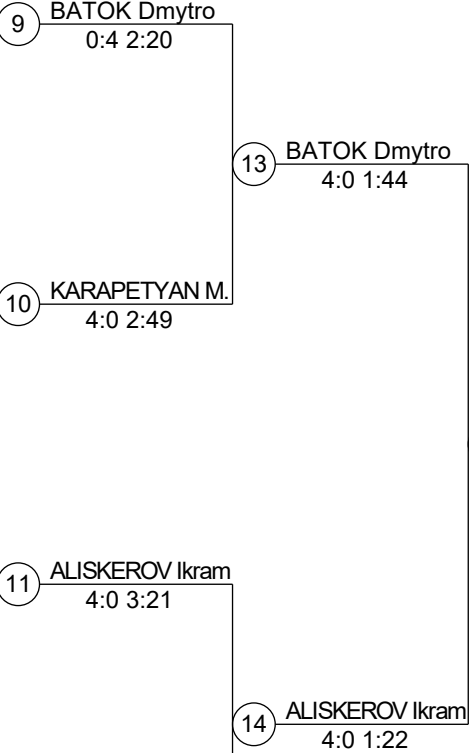 BATOK Dmytro
9
0:4 2:20
BATOK Dmytro
13
4:0 1:44
KARAPETYAN M.
10
4:0 2:49
ALISKEROV Ikram
11
4:0 3:21
ALISKEROV Ikram
14
4:0 1:22